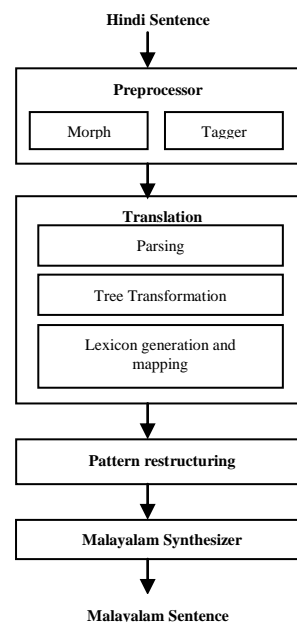 Hindi Sentence
Preprocessor
Morph Tagger
Translation
Parsing
Tree Transformation
Lexicon generation and
mapping
Pattern restructuring
Malayalam Synthesizer
Malayalam Sentence